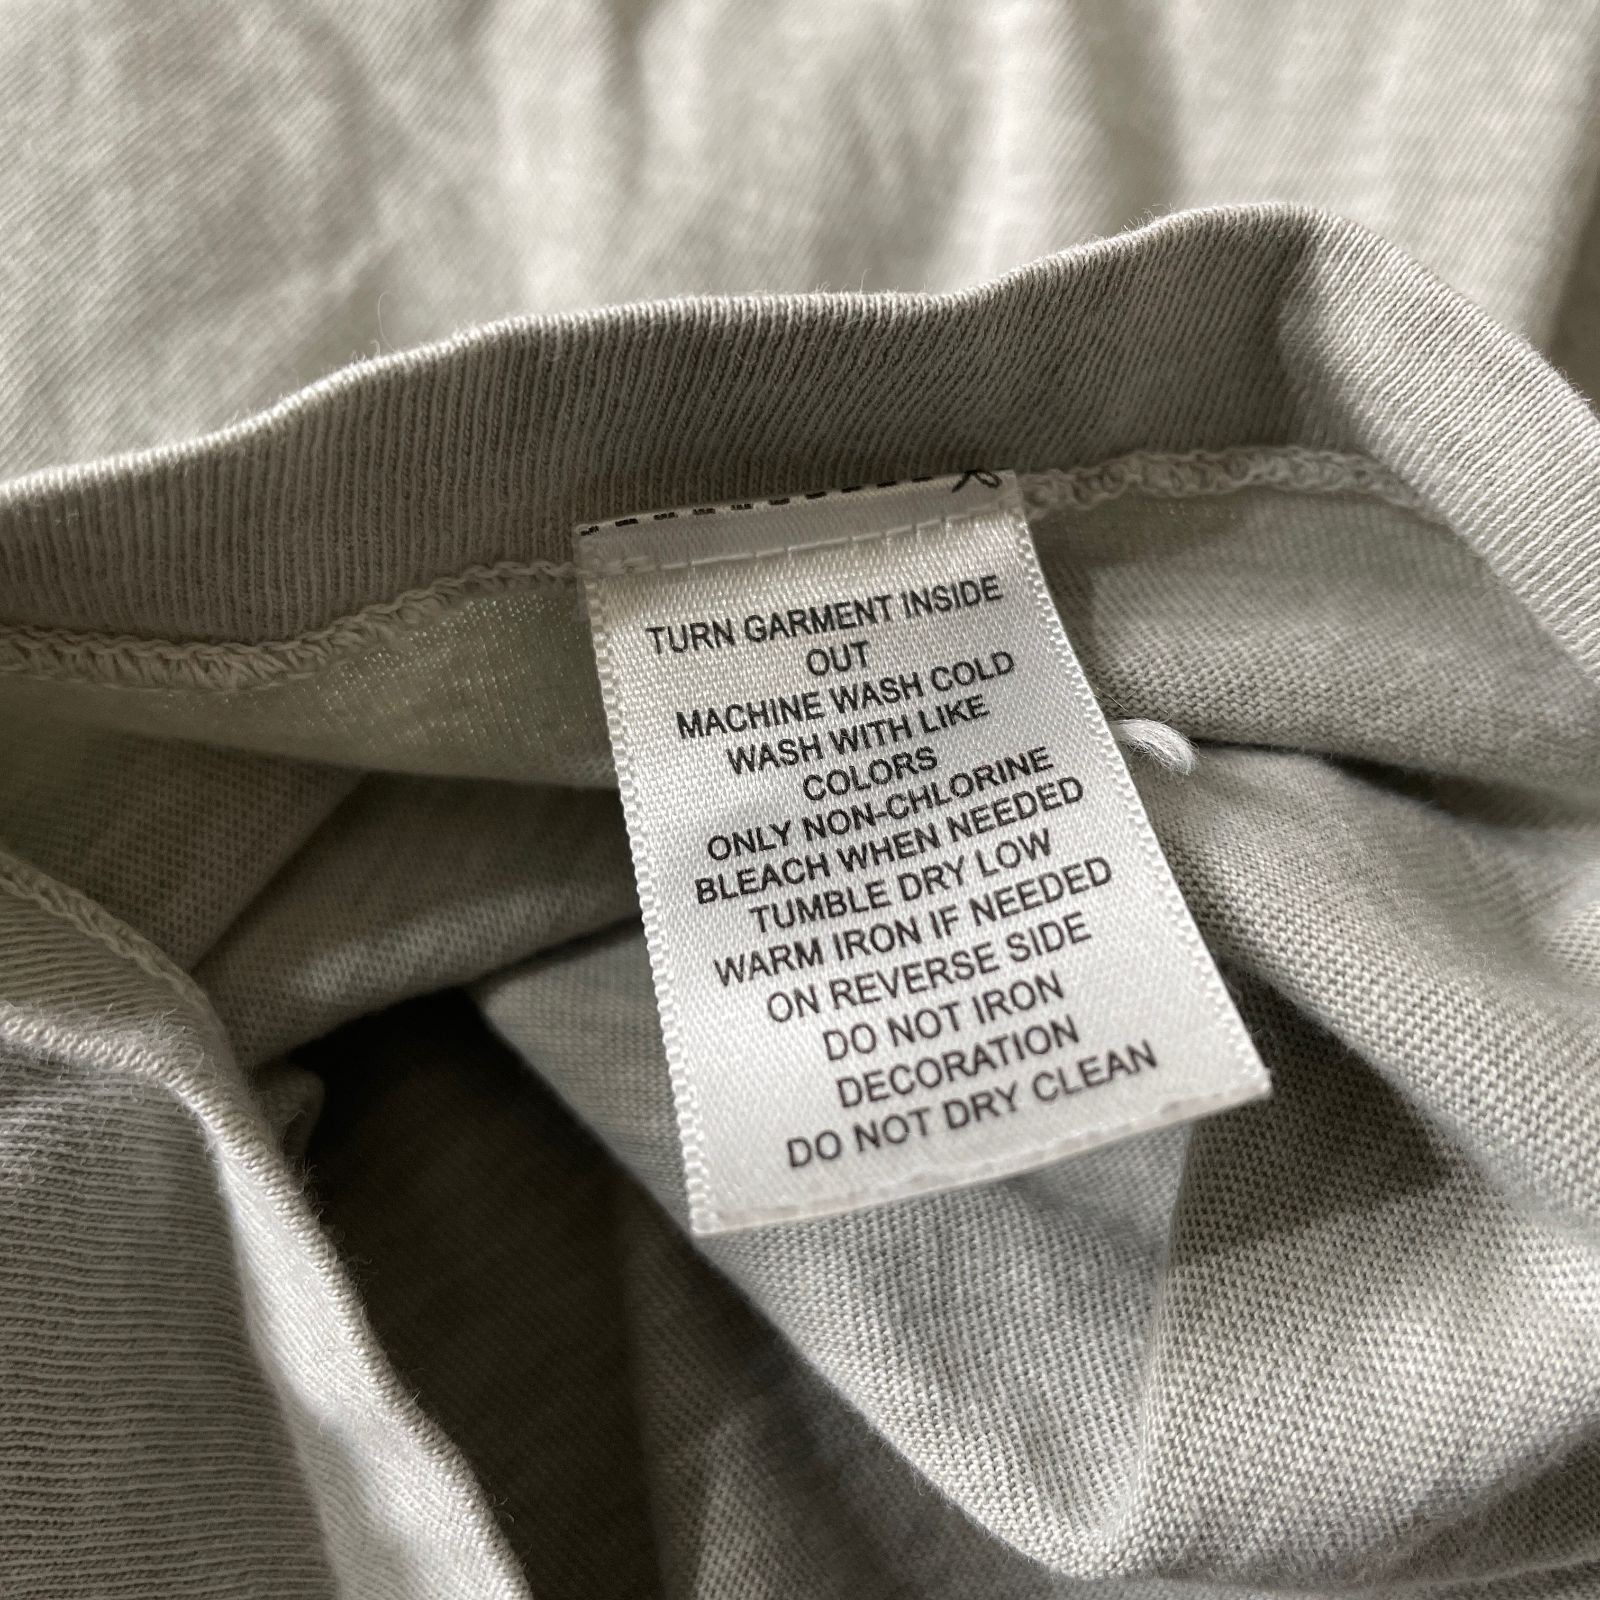 TURN GARMENT INSIDE
OUT
MACHINE WASH COLD
WASH WITH LIKE
COLORS
ONLY NON-CHLORINE
BLEACH WHEN NEEDED
TUMBLE DRY LOW
WARM IRON IF NEEDED
ON REVERSE SIDE
DO NOT IRON
DECORATION
DO NOT DRY CLEAN